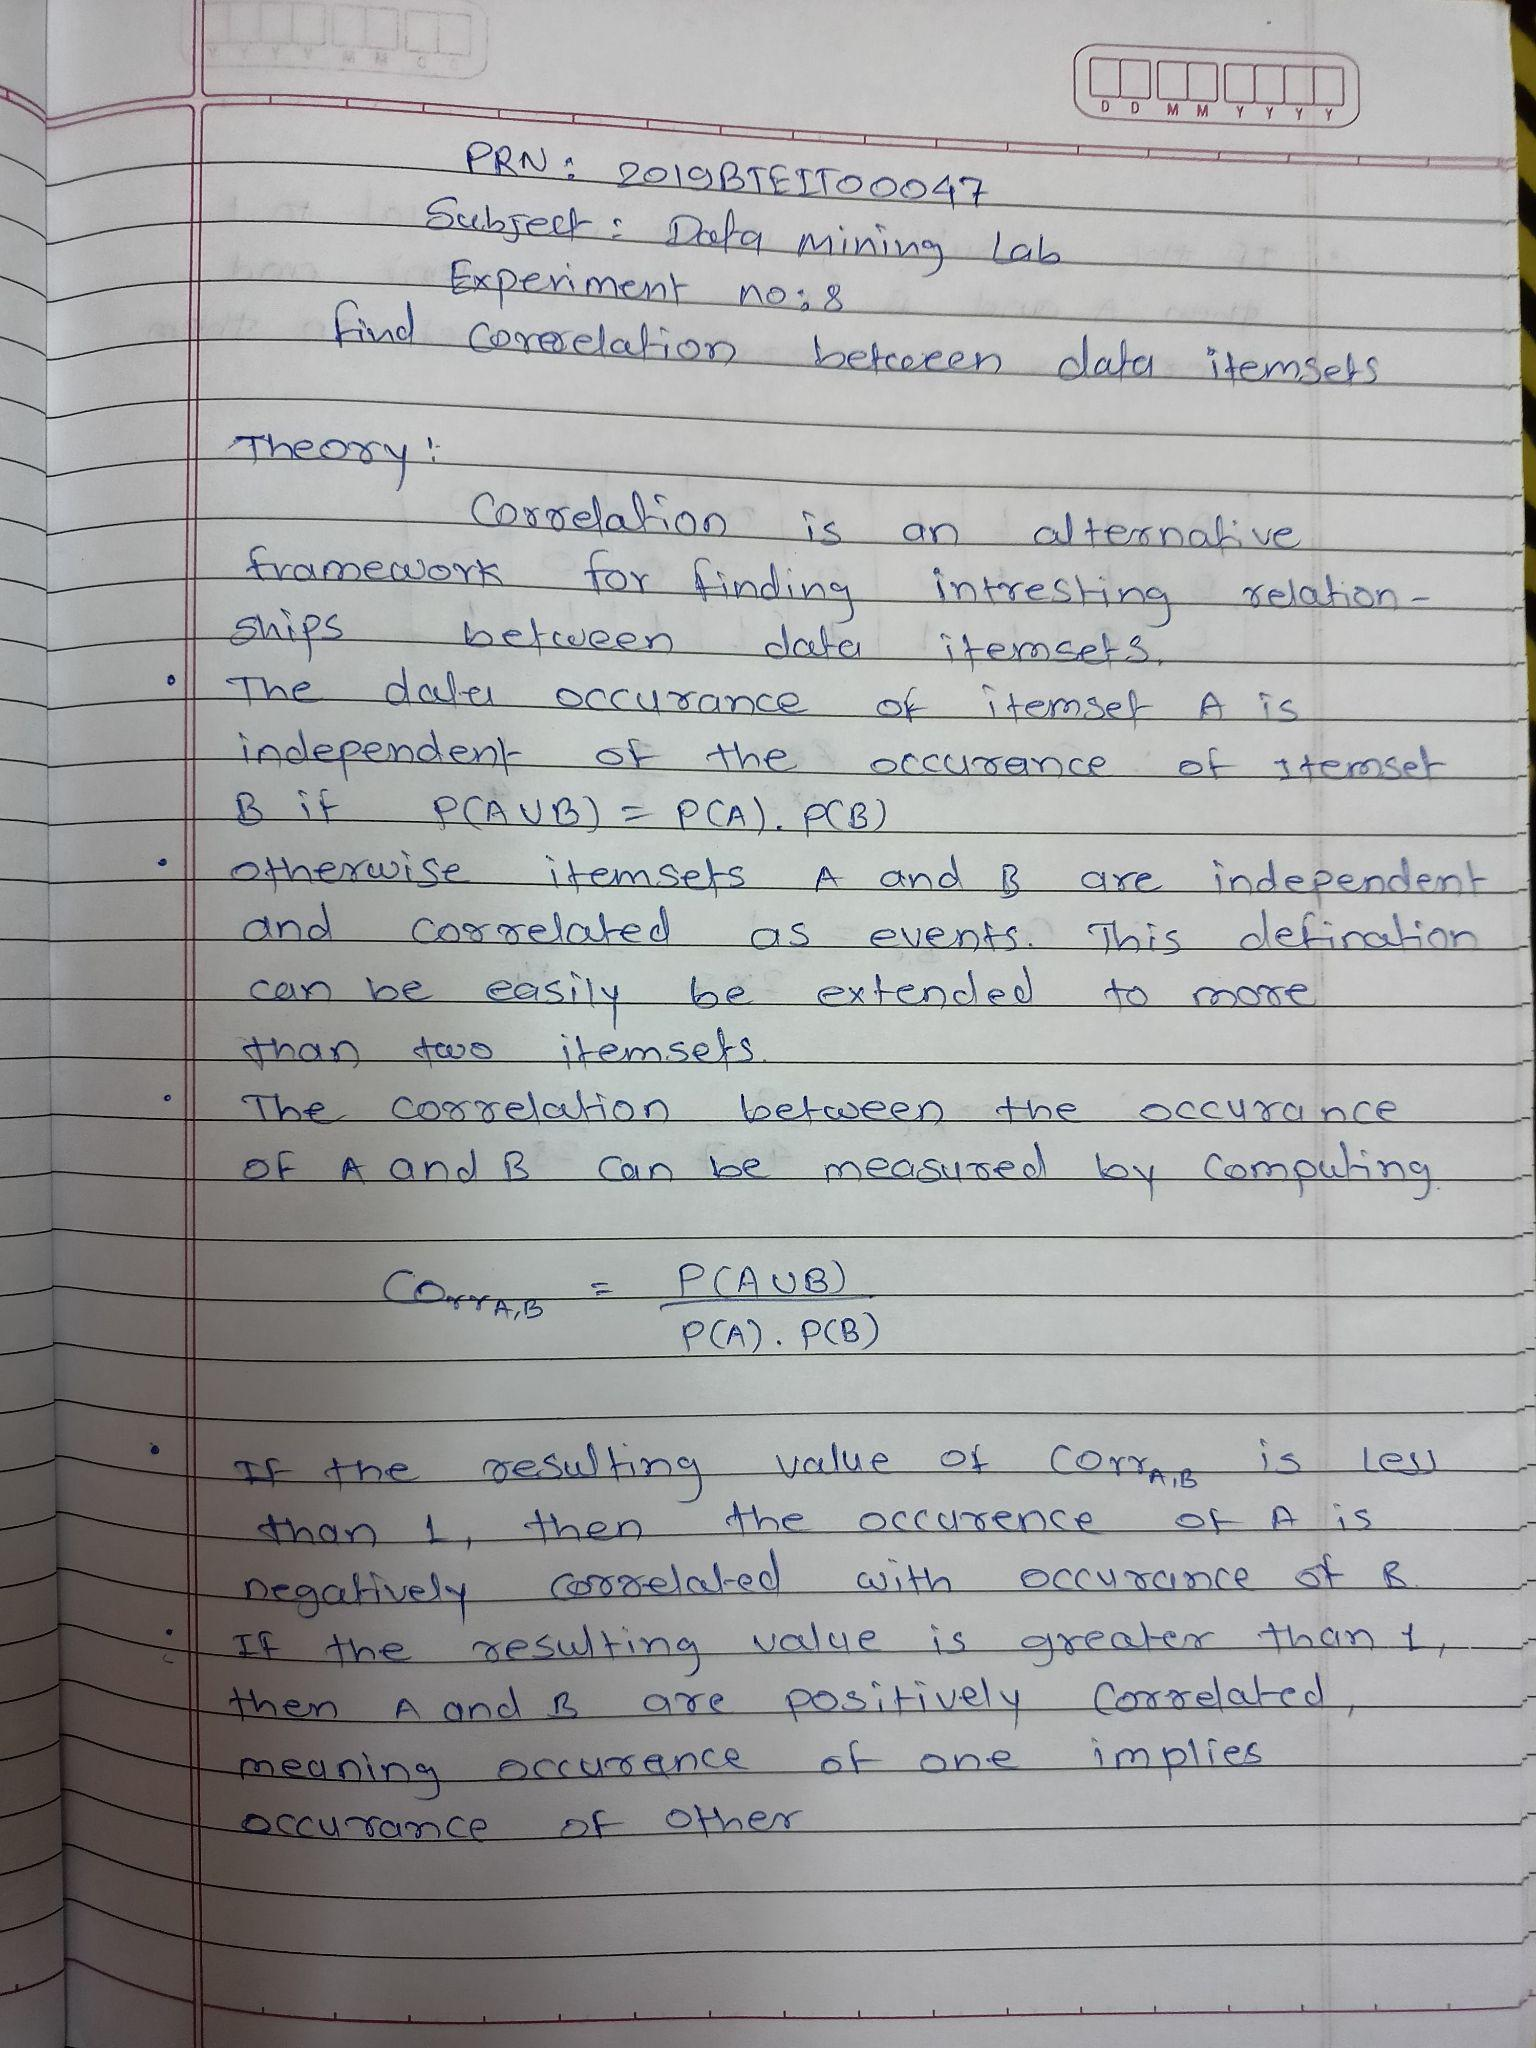 D D M M Y Y Y Y
PRN: 2019BTEIT00047
Subject: Data mining Lab
Experiment no: 8
find correlation between data itemsets
Theory:
Correlation is an alternative
framework for finding intresting relation-
ships between data itemsets.
• The data occurance of itemset A is
independent of the occurance of itemset
B if P(A∪B) = P(A). P(B)
• otherwise itemsets A and B are independent
and correlated as events. This defination
can be easily be extended to more
than two itemsets.
• The correlation between the occurance
of A and B can be measured by computing
Corr A,B = P(A∪B)
P(A). P(B)
• If the resulting value of Corr A,B is less
than 1, then the occurence of A is
negatively correlated with occurance of B.
• If the resulting value is greater than 1,
then A and B are positively correlated,
meaning occurance of one implies
occurance of other